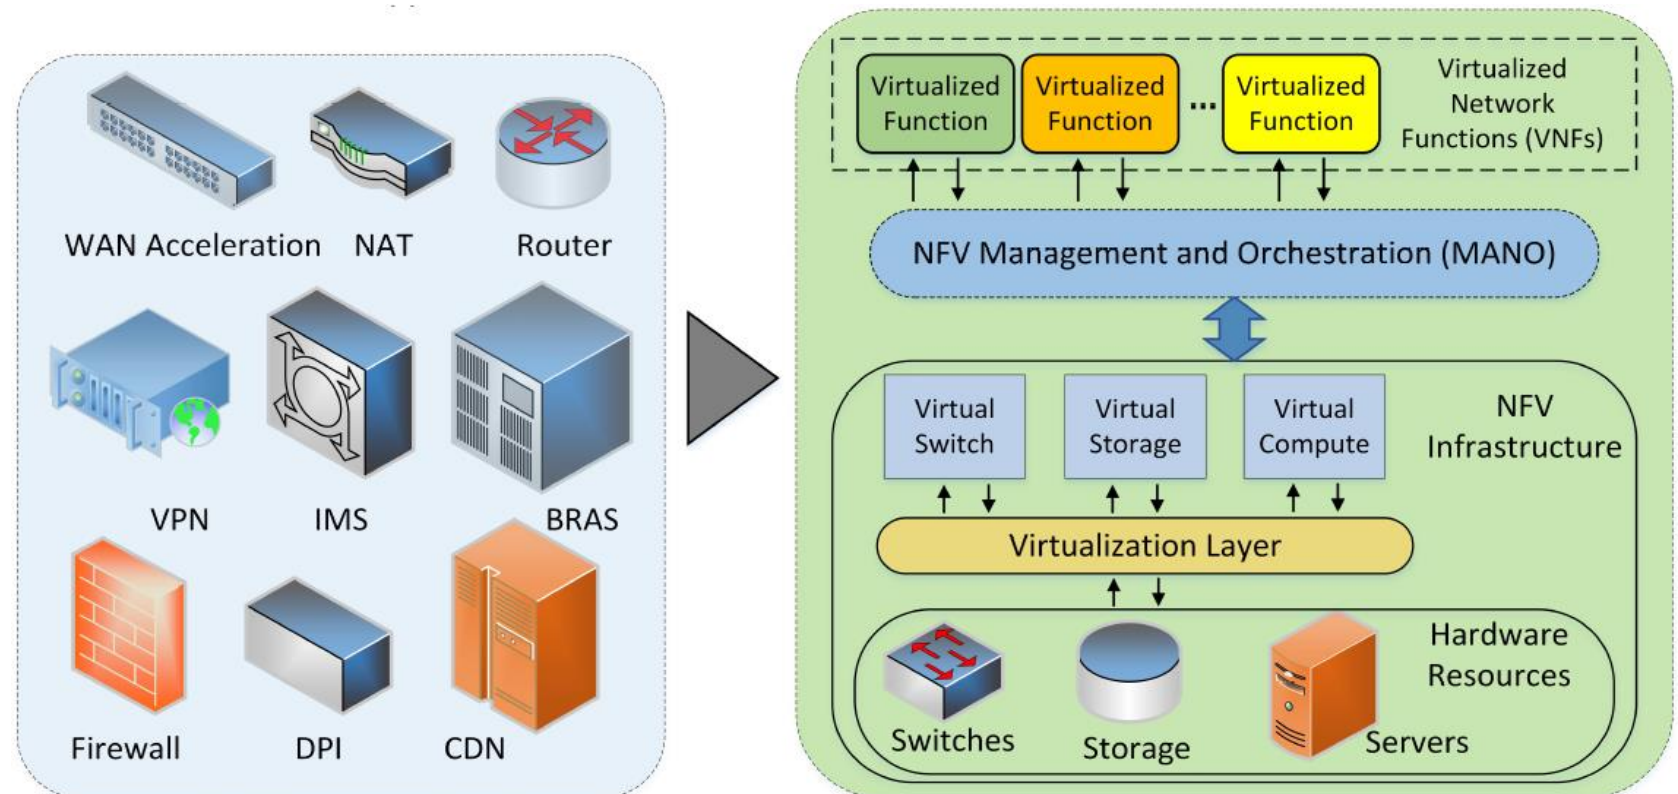 WAN Acceleration
NAT
Router
VPN
IMS
BRAS
Firewall
DPI
CDN
Virtualized
Function
Virtualized
Function
...
Virtualized
Function
Virtualized
Network
Functions (VNFs)
NFV Management and Orchestration (MANO)
Virtual
Switch
Virtual
Storage
Virtual
Compute
NFV
Infrastructure
Virtualization Layer
Hardware
Resources
Switches
Storage
Servers